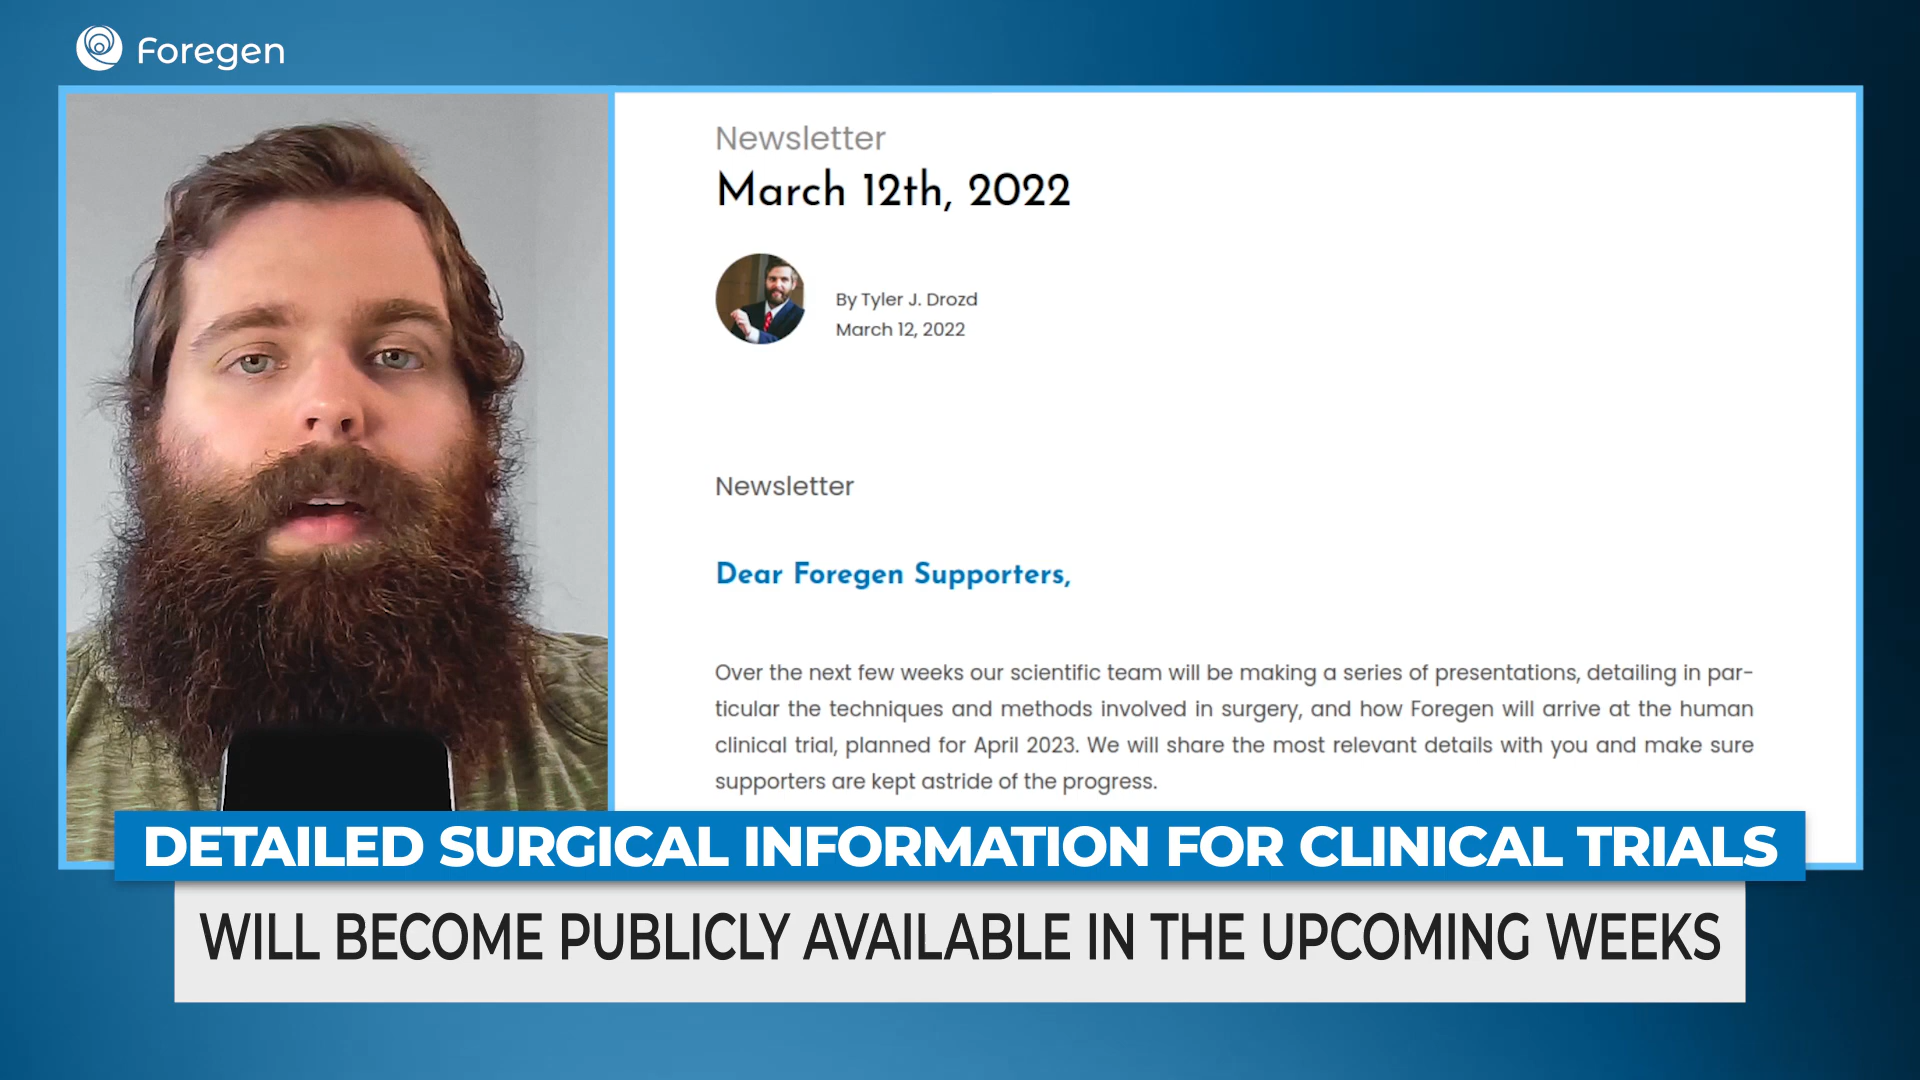 Foregen
Newsletter
March 12th, 2022
By Tyler J. Drozd
March 12, 2022
Newsletter
Dear Foregen Supporters,
Over the next few weeks our scientific team will be making a series of presentations, detailing in par-
ticular the techniques and methods involved in surgery, and how Foregen will arrive at the human
clinical trial, planned for April 2023. We will share the most relevant details with you and make sure
supporters are kept astride of the progress.
DETAILED SURGICAL INFORMATION FOR CLINICAL TRIALS
WILL BECOME PUBLICLY AVAILABLE IN THE UPCOMING WEEKS